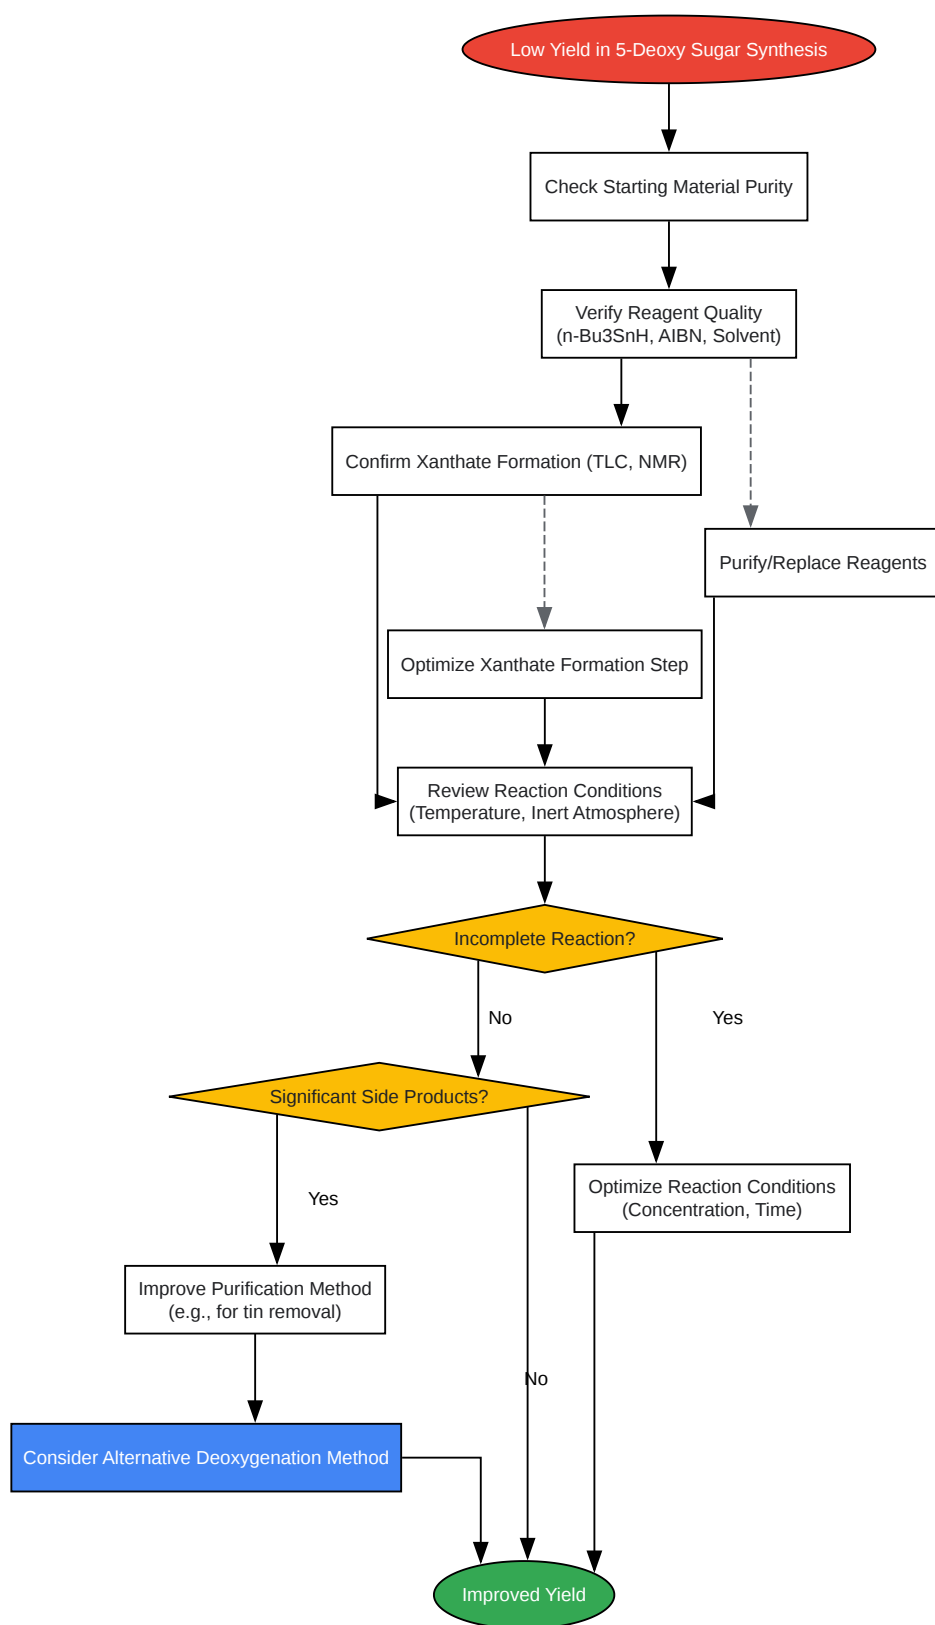 Low Yield in 5-Deoxy Sugar Synthesis
Check Starting Material Purity
Verify Reagent Quality
(n-Bu3SnH, AIBN, Solvent)
Confirm Xanthate Formation (TLC, NMR)
Purify/Replace Reagents
Optimize Xanthate Formation Step
Review Reaction Conditions
(Temperature, Inert Atmosphere)
Incomplete Reaction?
No
Yes
Significant Side Products?
Optimize Reaction Conditions
(Concentration, Time)
Yes
Improve Purification Method
(e.g., for tin removal)
No
Consider Alternative Deoxygenation Method
Improved Yield